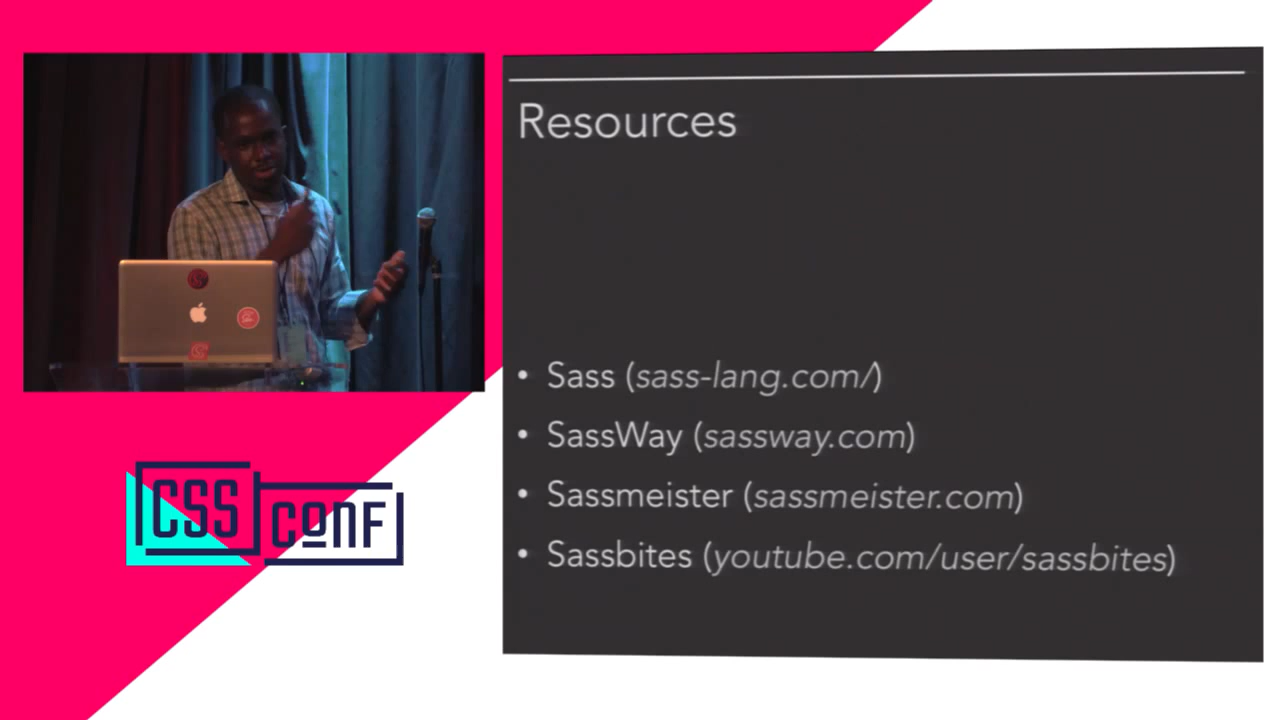 Resources
• Sass (sass-lang.com/)
• SassWay (sassway.com)
• Sassmeister (sassmeister.com)
• Sassbites (youtube.com/user/sassbites)
CSS
CONF